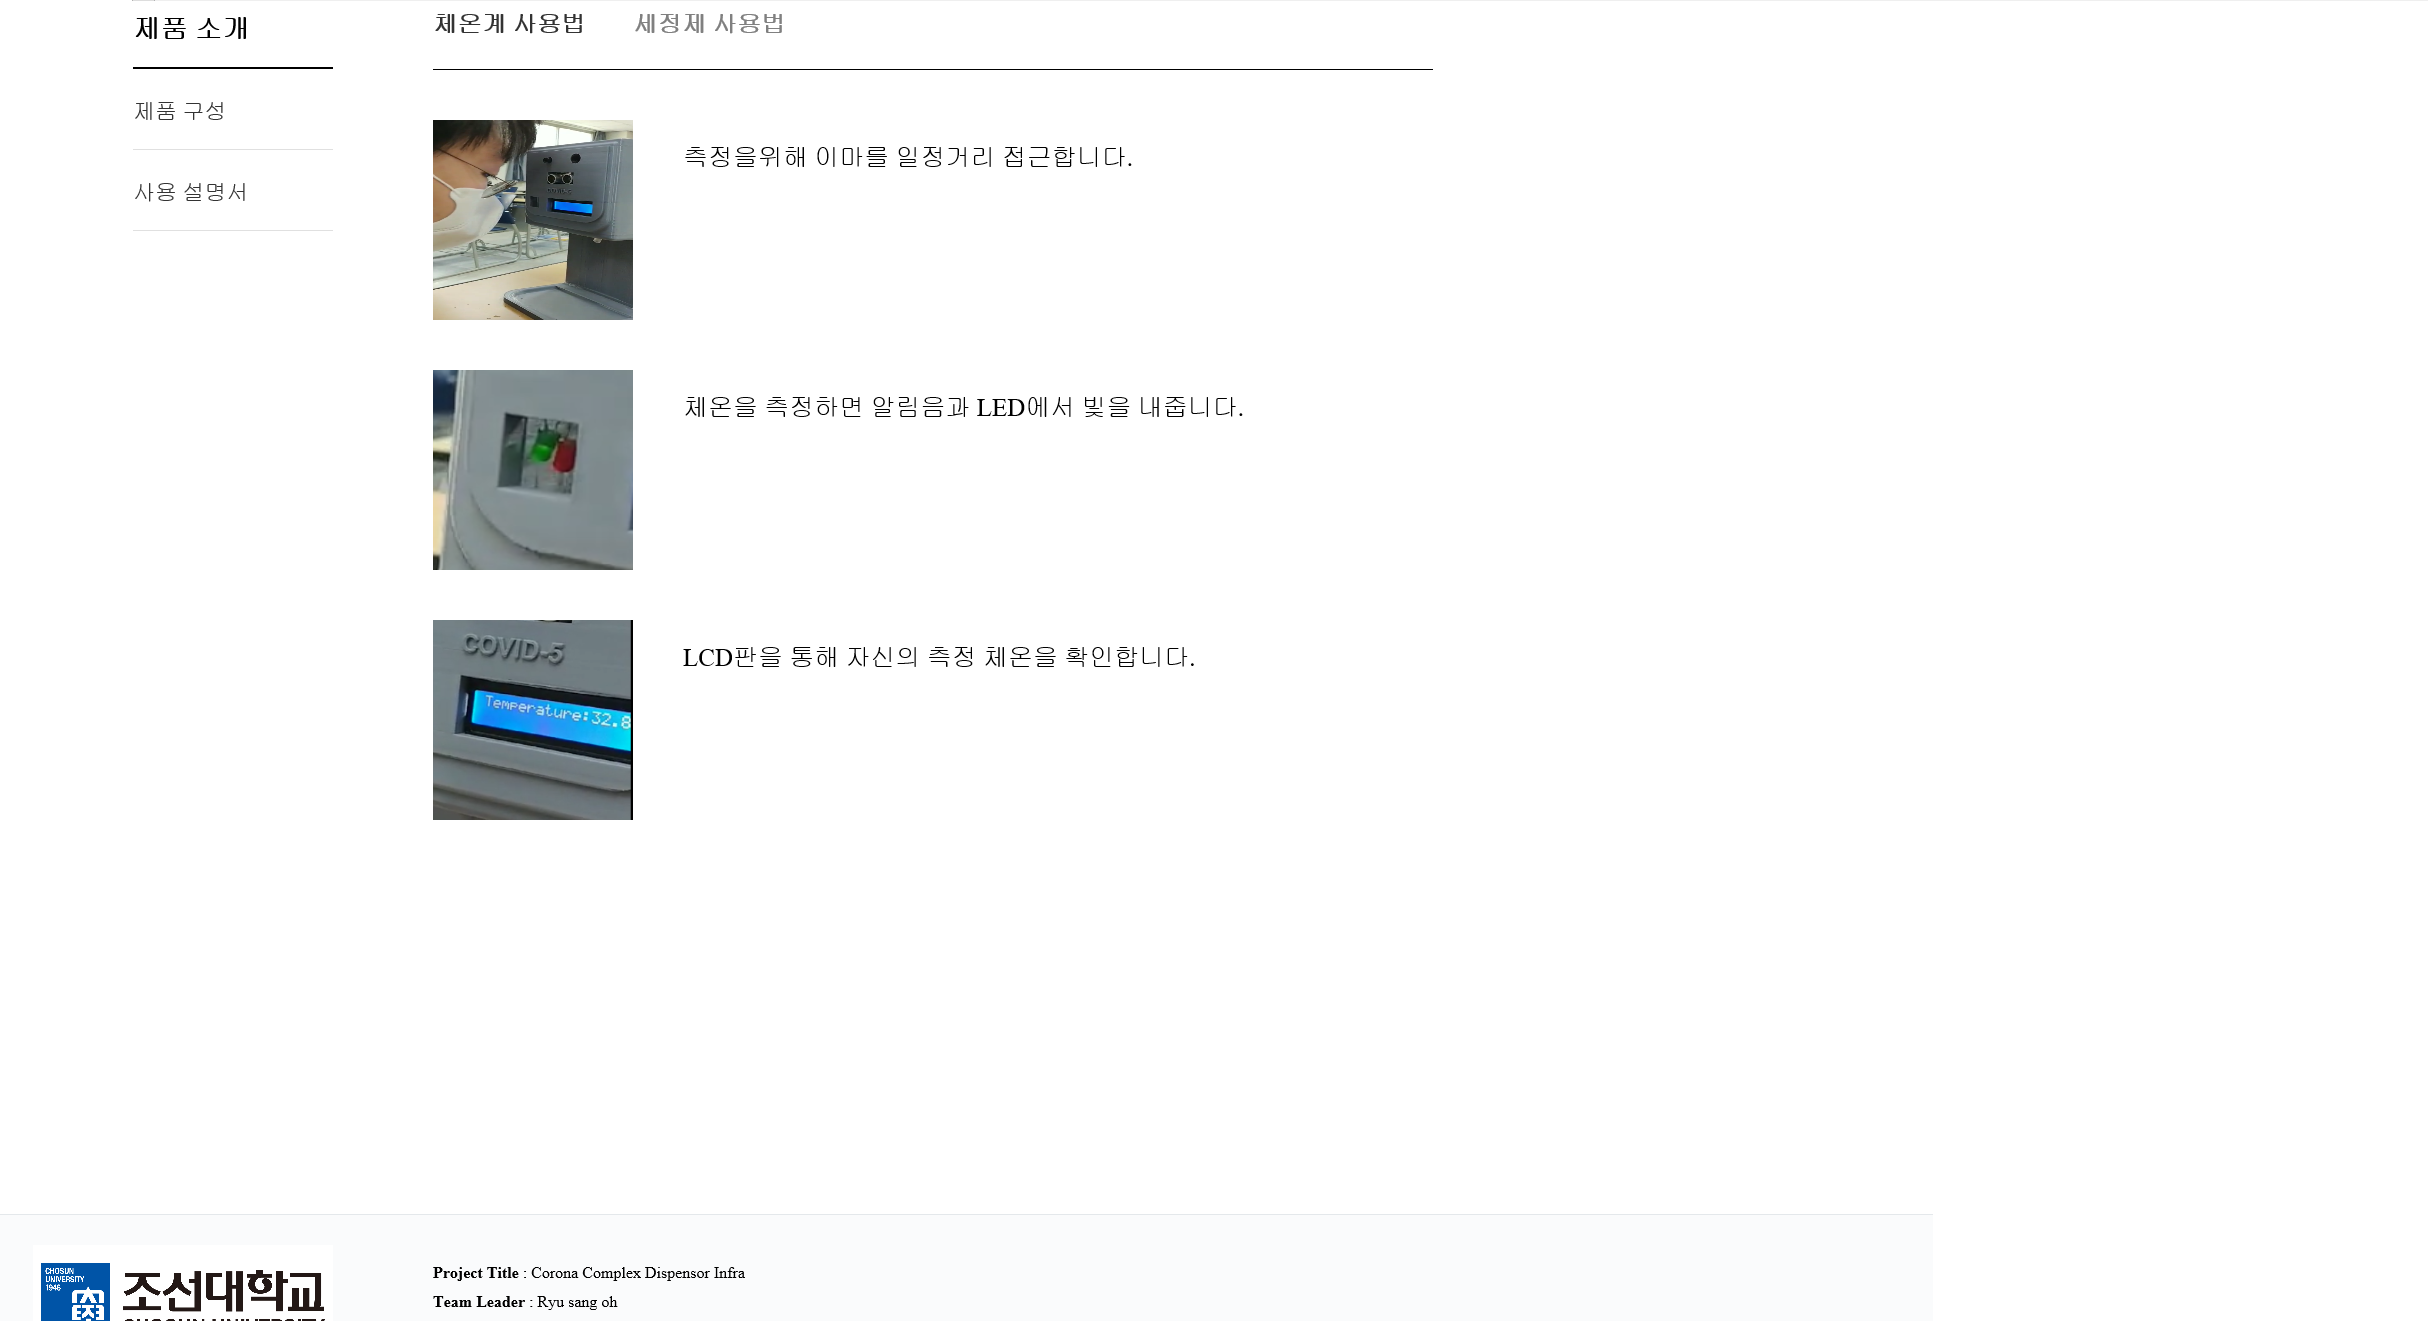 제품 소개
제품 구성
사용 설명서
체온계 사용법 세정제 사용법
측정을위해 이마를 일정거리 접근합니다.
체온을 측정하면 알림음과 LED에서 빛을 내줍니다.
COVID-5
Temperature:32.8
LCD판을 통해 자신의 측정 체온을 확인합니다.
CHOSUN
UNIVERSITY
1946
조선대학교
CHOSUN UNIVERSITY
Project Title : Corona Complex Dispensor Infra
Team Leader : Ryu sang oh